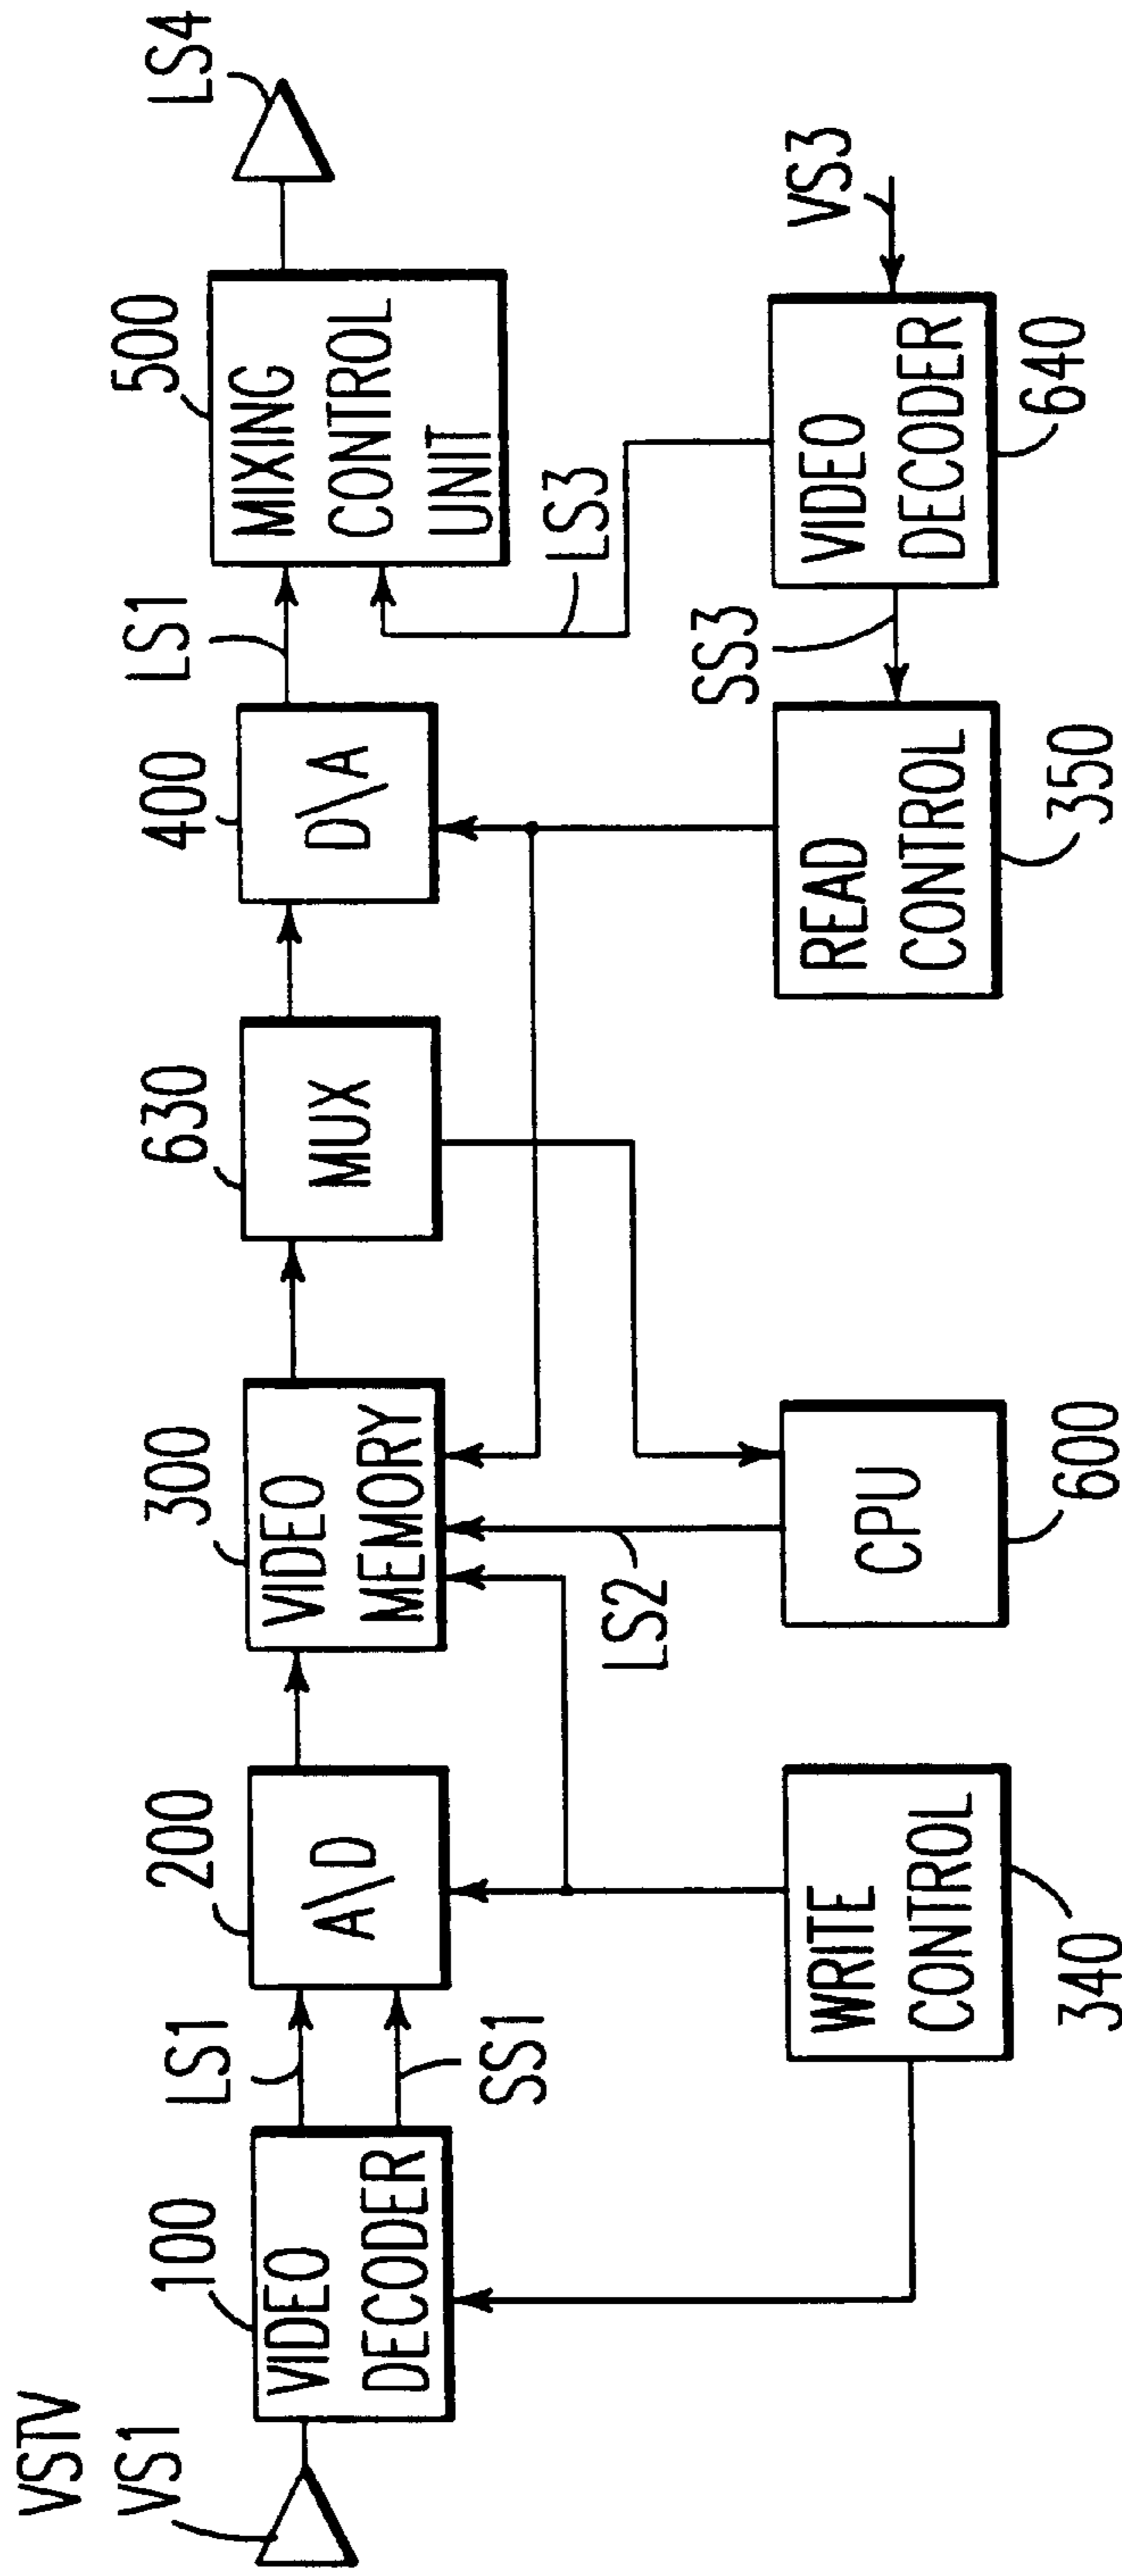 VSTV
VS1
100
VIDEO
DECODER
LS1
SS1
200
A\D
300
VIDEO
MEMORY
630
MUX
400
D\A
LS1
500
MIXING
CONTROL
UNIT
LS4
WRITE
CONTROL
340
LS2
CPU
600
READ
CONTROL
350
SS3
LS3
VIDEO
DECODER
640
VS3